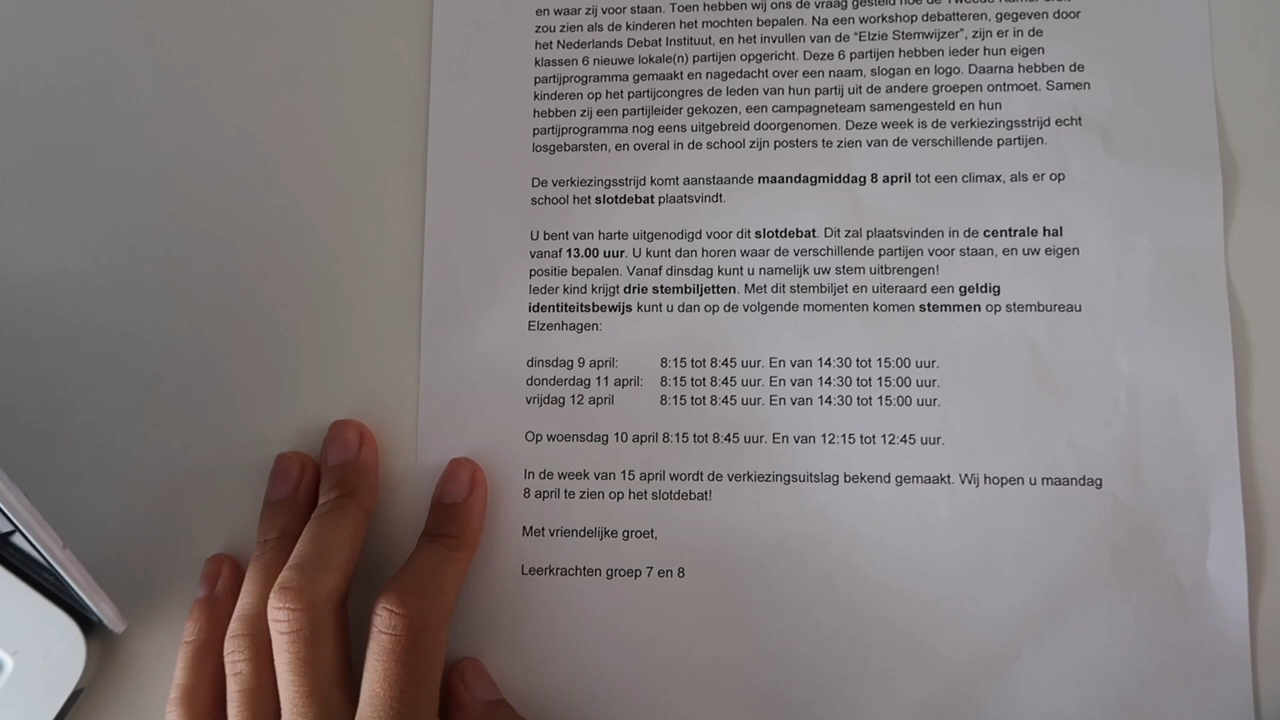 en waar zij voor staan. Toen hebben wij ons de vraag gesteld hoe de Tweede Kamer
zou zien als de kinderen het mochten bepalen. Na een workshop debatteren, gegeven door
het Nederlands Debat Instituut, en het invullen van de “Elzie Stemwijzer”, zijn er in de
klassen 6 nieuwe lokale(n) partijen opgericht. Deze 6 partijen hebben ieder hun eigen
partijprogramma gemaakt en nagedacht over een naam, slogan en logo. Daarna hebben de
kinderen op het partijcongres de leden van hun partij uit de andere groepen ontmoet. Samen
hebben zij een partijleider gekozen, een campagneteam samengesteld en hun
partijprogramma nog eens uitgebreid doorgenomen. Deze week is de verkiezingsstrijd echt
losgebarsten, en overal in de school zijn posters te zien van de verschillende partijen.
De verkiezingsstrijd komt aanstaande maandagmiddag 8 april tot een climax, als er op
school het slotdebat plaatsvindt.
U bent van harte uitgenodigd voor dit slotdebat. Dit zal plaatsvinden in de centrale hal
vanaf 13.00 uur. U kunt dan horen waar de verschillende partijen voor staan, en uw eigen
positie bepalen. Vanaf dinsdag kunt u namelijk uw stem uitbrengen!
Ieder kind krijgt drie stembiljetten. Met dit stembiljet en uiteraard een geldig
identiteitsbewijs kunt u dan op de volgende momenten komen stemmen op stembureau
Elzenhagen:
dinsdag 9 april: 8:15 tot 8:45 uur. En van 14:30 tot 15:00 uur.
donderdag 11 april: 8:15 tot 8:45 uur. En van 14:30 tot 15:00 uur.
vrijdag 12 april 8:15 tot 8:45 uur. En van 14:30 tot 15:00 uur.
Op woensdag 10 april 8:15 tot 8:45 uur. En van 12:15 tot 12:45 uur.
In de week van 15 april wordt de verkiezingsuitslag bekend gemaakt. Wij hopen u maandag
8 april te zien op het slotdebat!
Met vriendelijke groet,
Leerkrachten groep 7 en 8